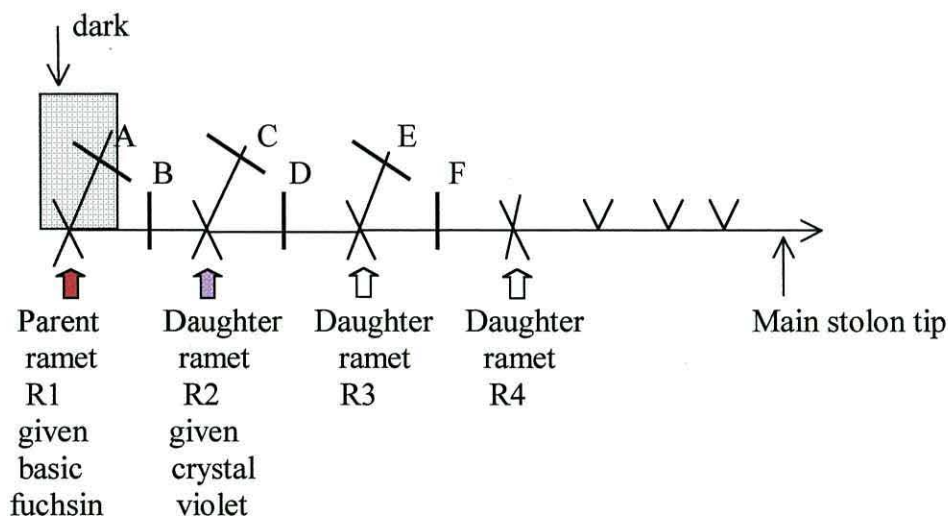 dark
A
B
C
D
E
F
Parent
ramet
R1
given
basic
fuchsin
Daughter
ramet
R2
given
crystal
violet
Daughter
ramet
R3
Daughter
ramet
R4
Main stolon tip